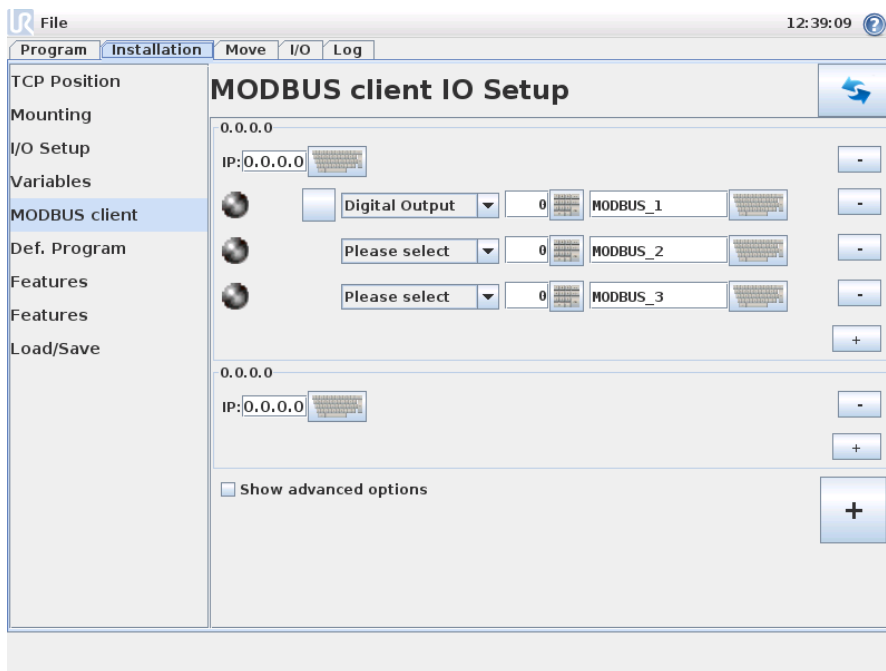 UR File 12:39:09 ?
Program Installation Move I/O Log
TCP Position
Mounting
I/O Setup
Variables
MODBUS client
Def. Program
Features
Features
Load/Save
MODBUS client IO Setup
0.0.0.0
IP: 0.0.0.0 -
Digital Output 0 MODBUS_1 -
Please select 0 MODBUS_2 -
Please select 0 MODBUS_3 -
+
0.0.0.0
IP: 0.0.0.0 -
+
Show advanced options
+